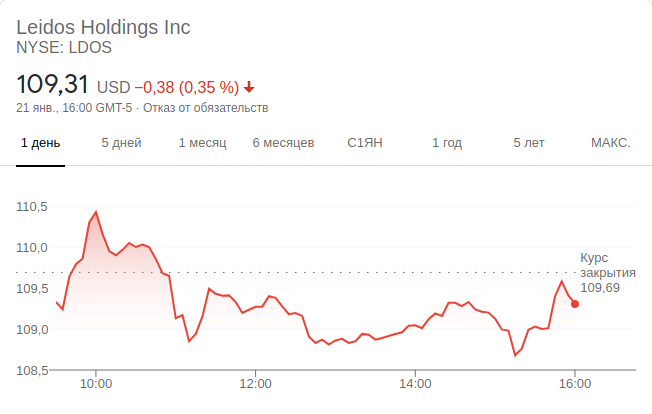 Leidos Holdings Inc
NYSE: LDOS
109,31 USD −0,38 (0,35 %)
21 янв., 16:00 GMT-5 · Отказ от обязательств
1 день 5 дней 1 месяц 6 месяцев С1ЯН 1 год 5 лет МАКС.
110,5
110,0
Курс
закрытия
109,69
109,5
109,0
108,5
10:00 12:00 14:00 16:00